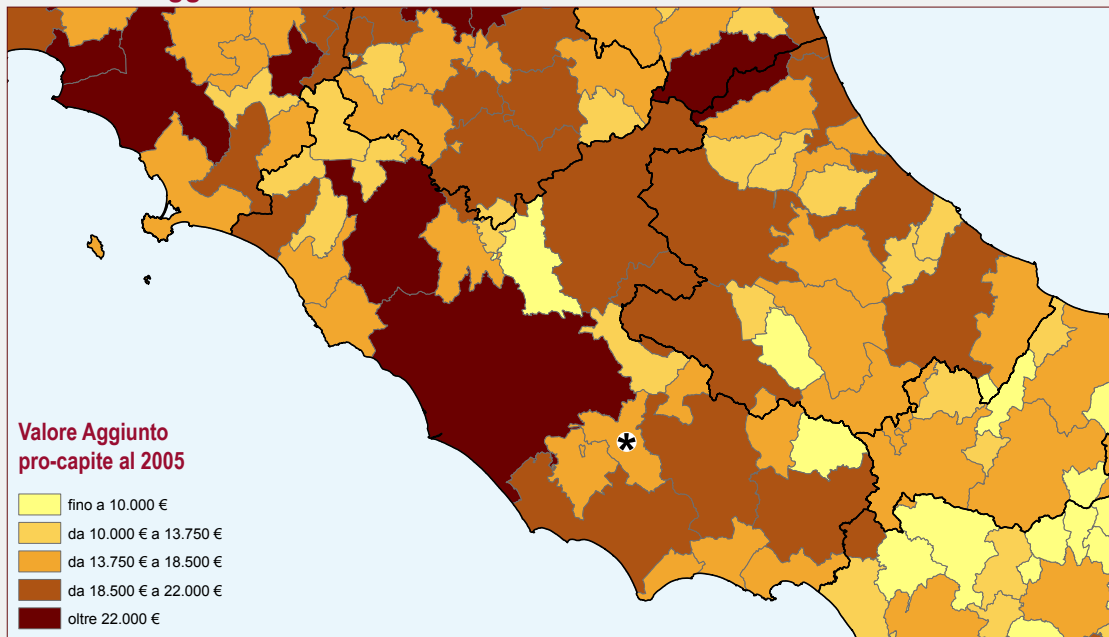 Valore Aggiunto
pro-capite al 2005
fino a 10.000 €
da 10.000 € a 13.750 €
da 13.750 € a 18.500 €
da 18.500 € a 22.000 €
oltre 22.000 €
*